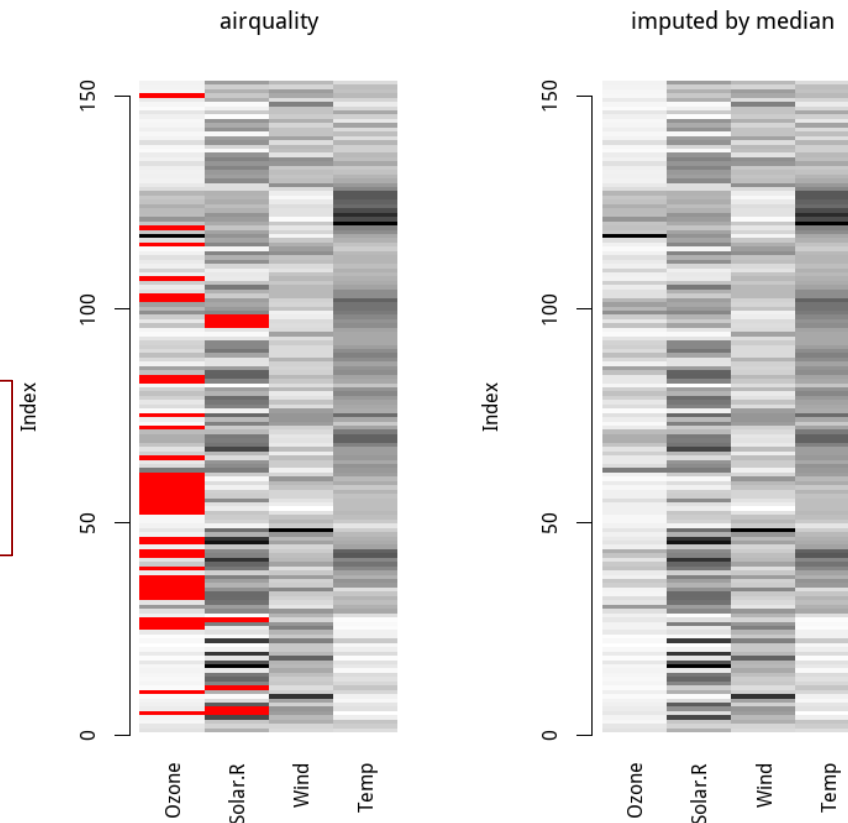 airquality
imputed by median
150
100
50
0
Index
Ozone
Solar.R
Wind
Temp
150
100
50
0
Index
Ozone
Solar.R
Wind
Temp